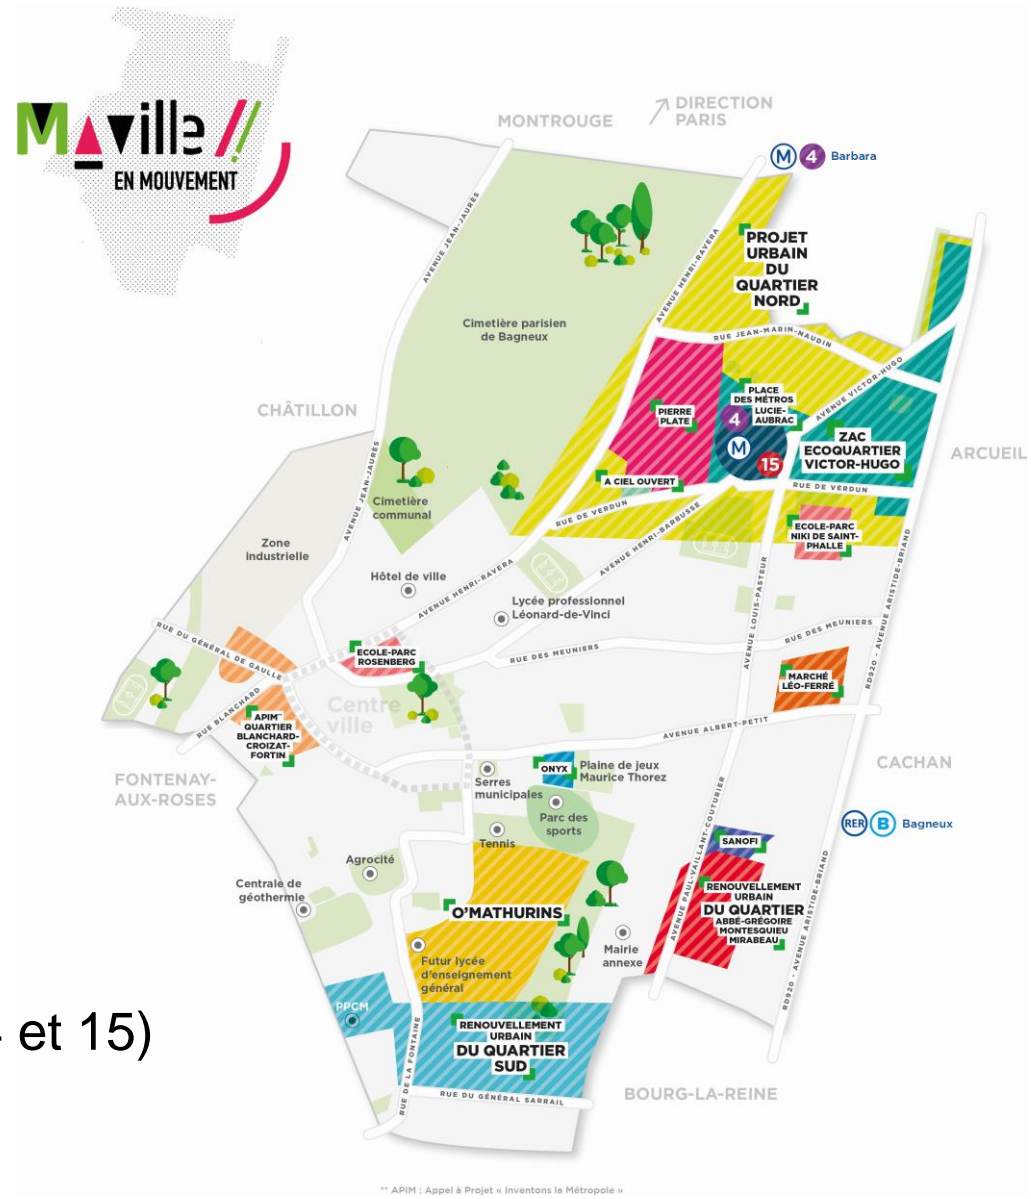 Maville //
EN MOUVEMENT
DIRECTION
PARIS
MONTROUGE
M 4 Barbara
AVENUE JEAN-JAURÈS
AVENUE HENRI-RAVERA
PROJET
URBAIN
DU
QUARTIER
NORD
Cimetière parisien
de Bagneux
RUE JEAN-MARIN-NAUDIN
AVENUE VICTOR-HUGO
CHÂTILLON
PIERRE
PLATE
PLACE
DES MÉTROS
LUCIE-
AUBRAC
4
M
15
ZAC
ECOQUARTIER
VICTOR-HUGO
ARCUEIL
AVENUE JEAN-JAURÈS
A CIEL OUVERT
RUE DE VERDUN
RUE DE VERDUN
Cimetière
communal
AVENUE HENRI-BARBUSSE
ECOLE-PARC
NIKI DE SAINT-
PHALLE
Zone
industrielle
Hôtel de ville
AVENUE HENRI-RAVERA
Lycée professionnel
Léonard-de-Vinci
AVENUE LOUIS-PASTEUR
RD920 - AVENUE ARISTIDE-BRIAND
RUE DU GÉNÉRAL DE GAULLE
ECOLE-PARC
ROSENBERG
RUE DES MEUNIERS
RUE DES MEUNIERS
MARCHÉ
LÉO-FERRÉ
RUE BLANCHARD
Centre
ville
APIM**
QUARTIER
BLANCHARD-
CROIZAT-
FORTIN
AVENUE ALBERT-PETIT
CACHAN
FONTENAY-
AUX-ROSES
Serres
municipales
ONYX
Plaine de jeux
Maurice Thorez
Parc des
sports
Tennis
AVENUE PAUL-VAILLANT-COUTURIER
RER B Bagneux
SANOFI
Agrocité
Centrale de
géothermie
RENOUVELLEMENT
URBAIN
DU QUARTIER
ABBÉ-GRÉGOIRE
MONTESQUIEU
MIRABEAU
O'MATHURINS
Mairie
annexe
RD920 - AVENUE ARISTIDE-BRIAND
Futur lycée
d'enseignement
général
PPCM
et 15)
RENOUVELLEMENT
URBAIN
DU QUARTIER
SUD
RUE DE LA FONTAINE
RUE DU GÉNÉRAL SARRAIL
BOURG-LA-REINE
** APIM : Appel à Projet « Inventons la Métropole »